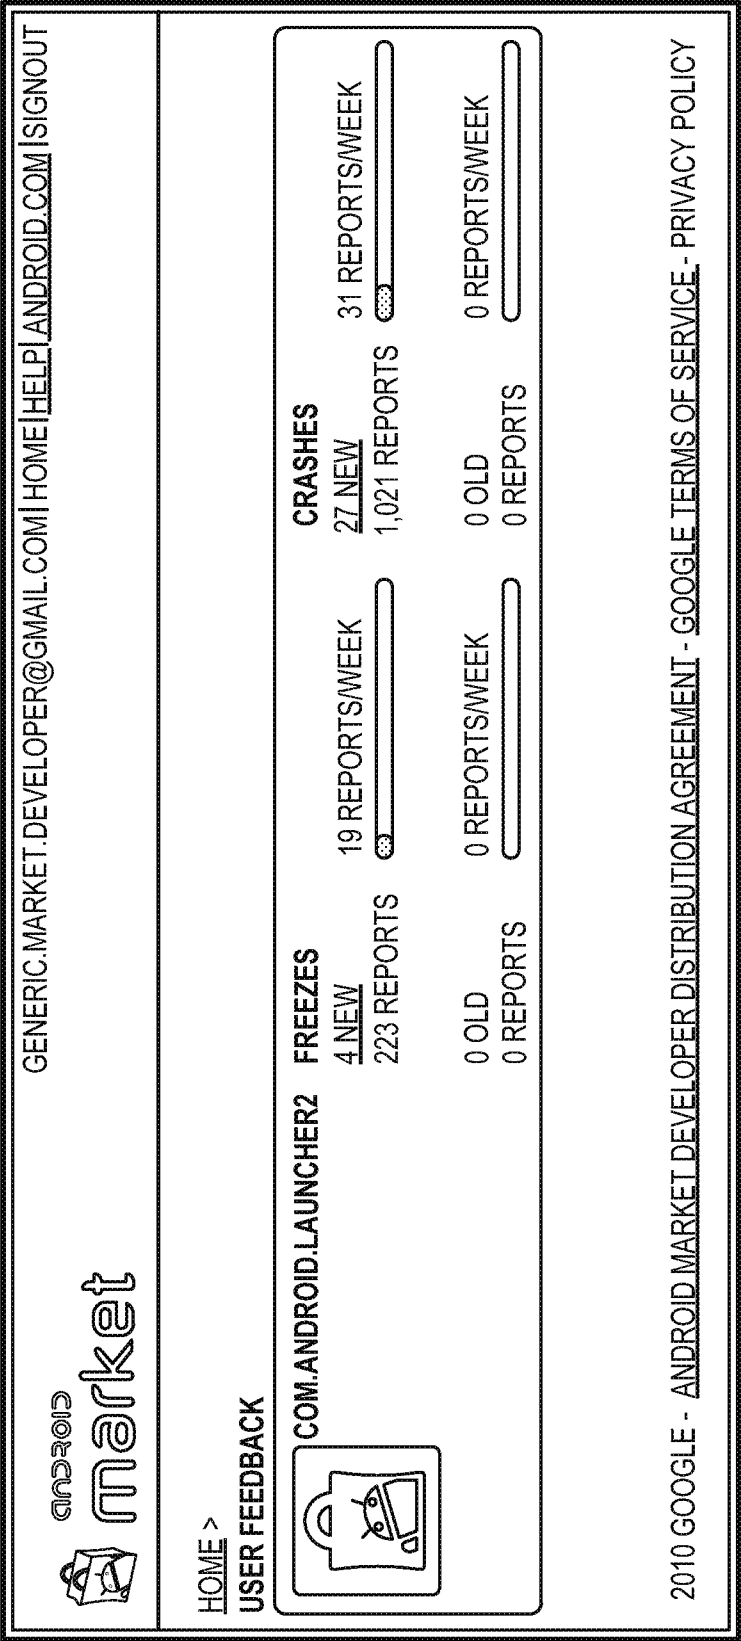 GENERIC.MARKET.DEVELOPER@GMAIL.COM| HOME|HELP| ANDROID.COM |SIGNOUT
ANDROID
market
HOME >
USER FEEDBACK
COM.ANDROID.LAUNCHER2
FREEZES
4 NEW
19 REPORTS/WEEK
223 REPORTS
0 OLD
0 REPORTS/WEEK
0 REPORTS
CRASHES
27 NEW
31 REPORTS/WEEK
1,021 REPORTS
0 OLD
0 REPORTS/WEEK
0 REPORTS
2010 GOOGLE - ANDROID MARKET DEVELOPER DISTRIBUTION AGREEMENT - GOOGLE TERMS OF SERVICE - PRIVACY POLICY